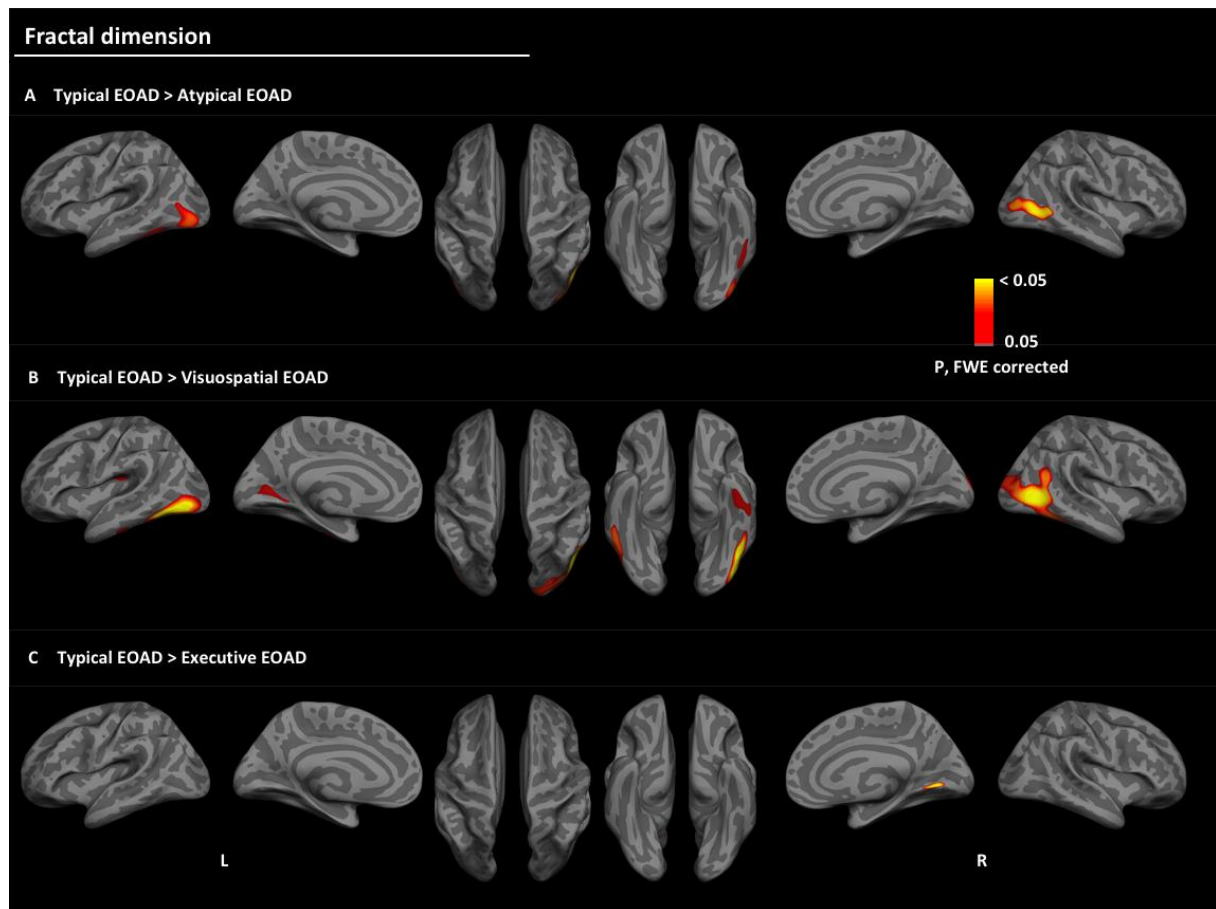 Fractal dimension
A Typical EOAD > Atypical EOAD
< 0.05
0.05
P, FWE corrected
B Typical EOAD > Visuospatial EOAD
C Typical EOAD > Executive EOAD
L
R